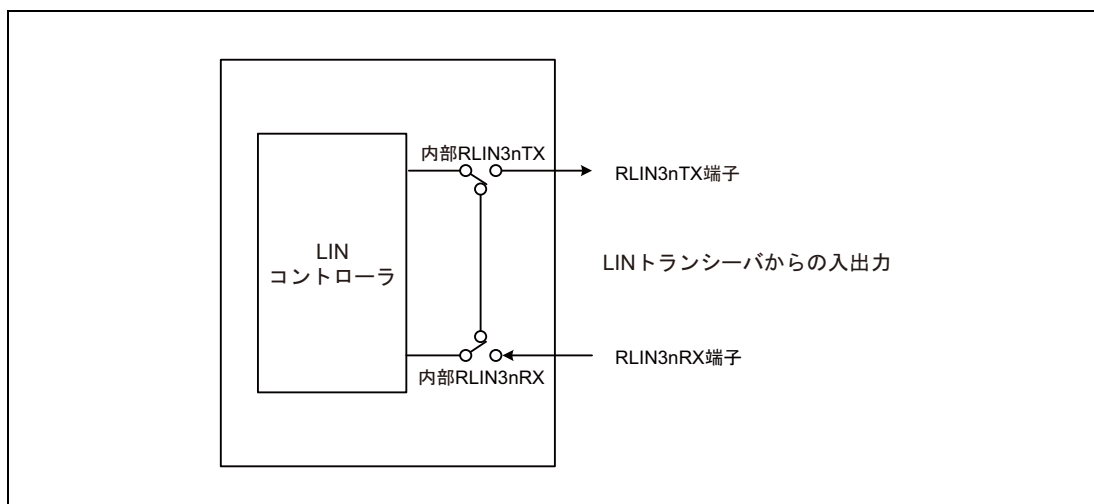 内部RLIN3nTX
RLIN3nTX端子
LIN
コントローラ
LINトランシーバからの入出力
RLIN3nRX端子
内部RLIN3nRX